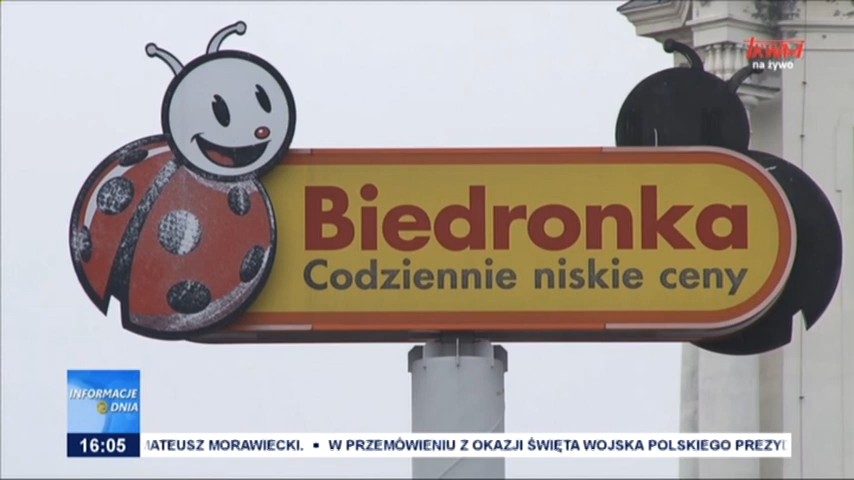 TRWAM
na żywo
Biedronka
Codziennie niskie ceny
INFORMACJE
DNIA
16:05
MATEUSZ MORAWIECKI. ▪ W PRZEMÓWIENIU Z OKAZJI ŚWIĘTA WOJSKA POLSKIEGO